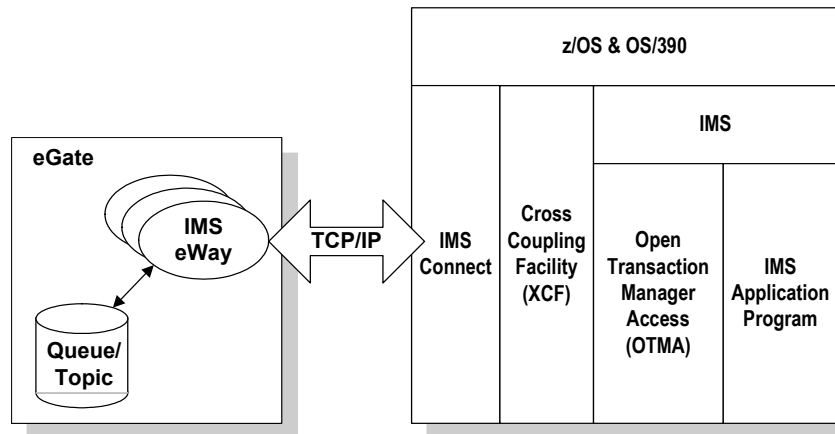 z/OS & OS/390
IMS
eGate
IMS
eWay
TCP/IP
Queue/
Topic
IMS
Connect
Cross
Coupling
Facility
(XCF)
Open
Transaction
Manager
Access
(OTMA)
IMS
Application
Program